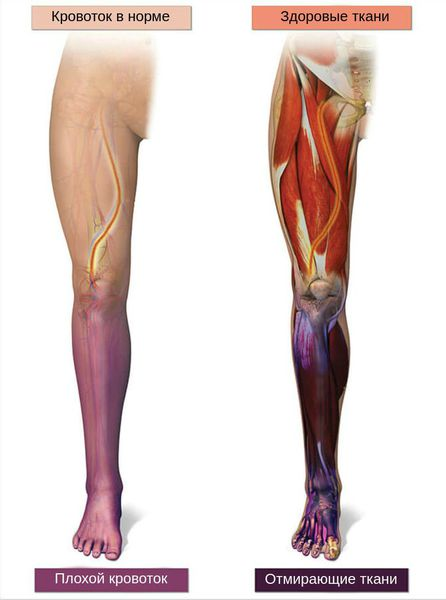 Кровоток в норме
Здоровые ткани
Плохой кровоток
Отмирающие ткани